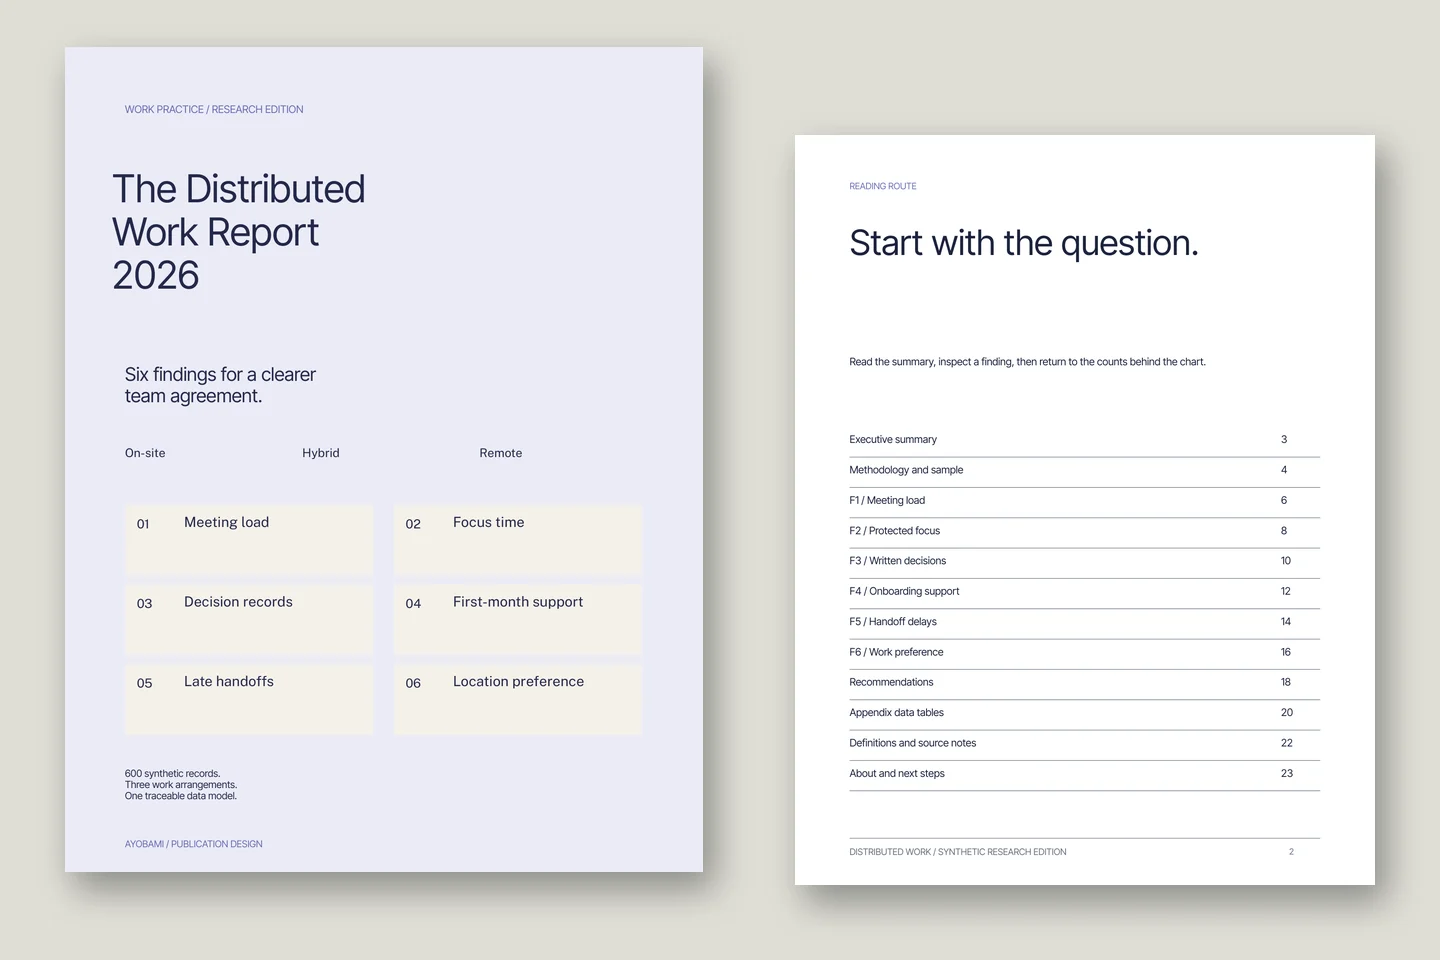 WORK PRACTICE / RESEARCH EDITION
The Distributed
Work Report
2026
Six findings for a clearer
team agreement.
On-site
Hybrid
Remote
01 Meeting load
02 Focus time
03 Decision records
04 First-month support
05 Late handoffs
06 Location preference
600 synthetic records.
Three work arrangements.
One traceable data model.
AYOBAMI / PUBLICATION DESIGN
READING ROUTE
Start with the question.
Read the summary, inspect a finding, then return to the counts behind the chart.
Executive summary 3
Methodology and sample 4
F1 / Meeting load 6
F2 / Protected focus 8
F3 / Written decisions 10
F4 / Onboarding support 12
F5 / Handoff delays 14
F6 / Work preference 16
Recommendations 18
Appendix data tables 20
Definitions and source notes 22
About and next steps 23
DISTRIBUTED WORK / SYNTHETIC RESEARCH EDITION 2